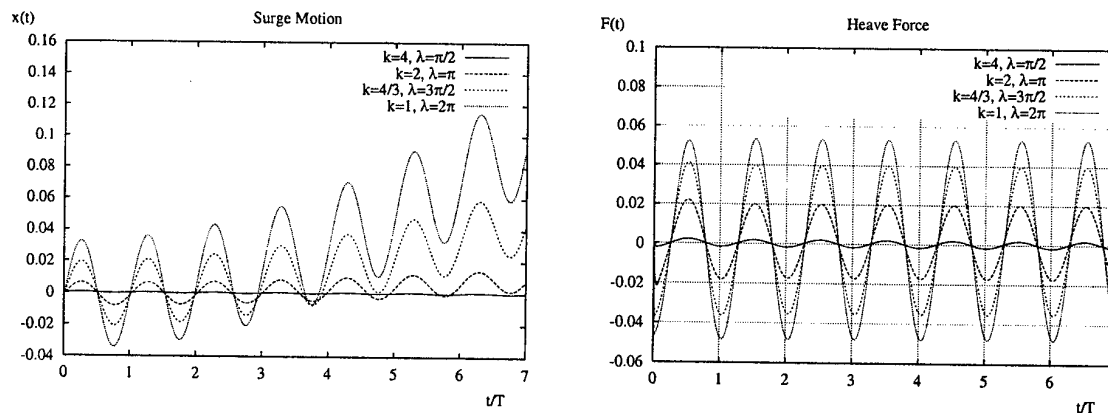 x(t)
Surge Motion
0.16
0.14
0.12
0.1
0.08
0.06
0.04
0.02
0
-0.02
-0.04
k=4, λ=π/2
k=2, λ=π
k=4/3, λ=3π/2
k=1, λ=2π
0 1 2 3 4 5 6 7
t/T
F(t)
Heave Force
0.1
0.08
0.06
0.04
0.02
0
-0.02
-0.04
-0.06
k=4, λ=π/2
k=2, λ=π
k=4/3, λ=3π/2
k=1, λ=2π
0 1 2 3 4 5 6
t/T